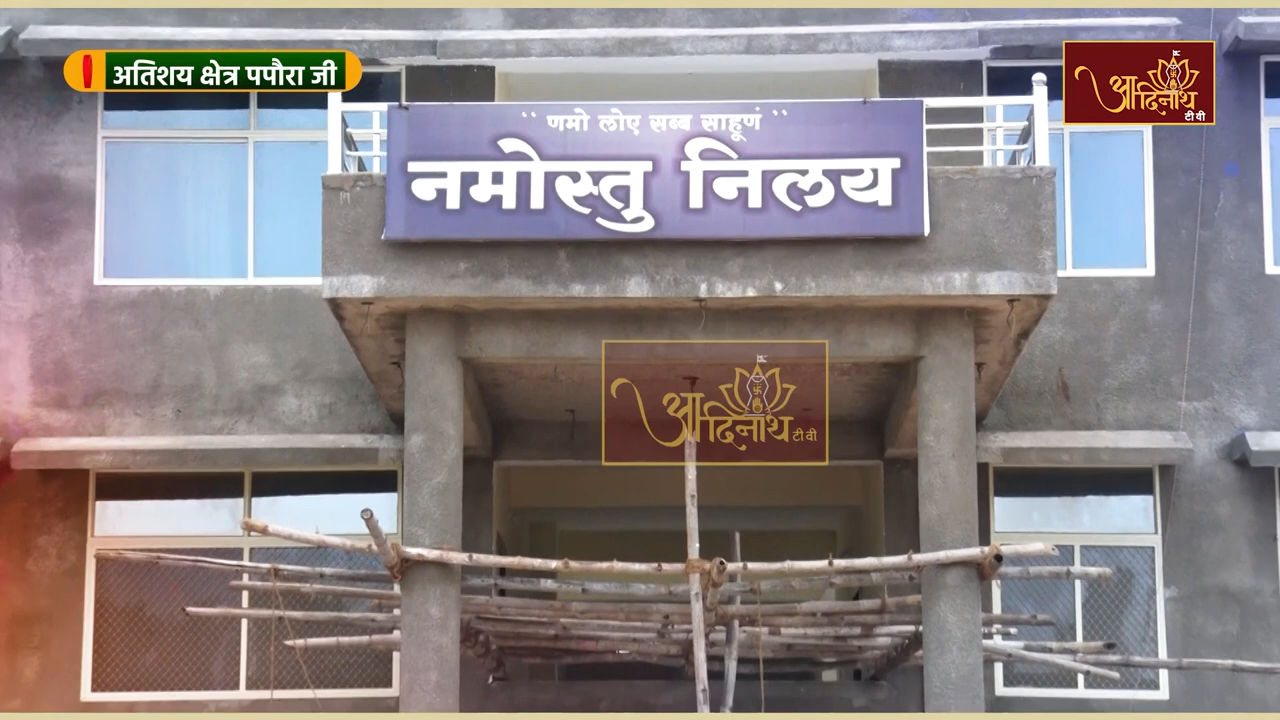 अतिशय क्षेत्र पपौरा जी
आदिनाथ
टीवी
`` णमो लोए सब्ब साहूणं ''
नमोस्तु निलय
आदिनाथ टीवी